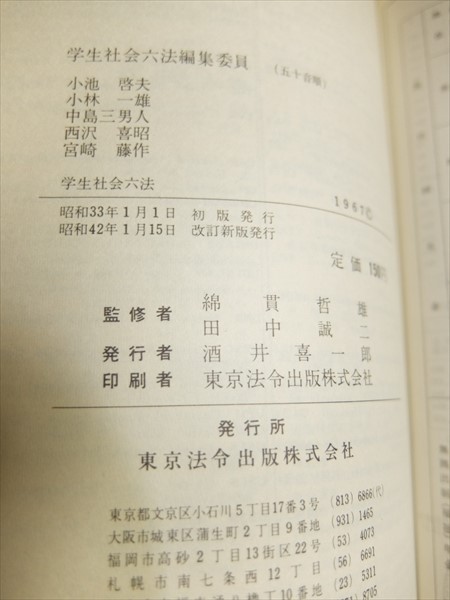 学生社会六法編集委員
(五十音順)
小池 啓夫
小林 一雄
中島三男人
西沢 喜昭
宮崎 藤作
学生社会六法
1967©
昭和33年1月1日 初版発行
昭和42年1月15日 改訂新版発行
定価 150円
監修者 綿貫哲雄
田中誠二
発行者 酒井喜一郎
印刷者 東京法令出版株式会社
発行所
東京法令出版株式会社
東京都文京区小石川5丁目17番3号 (813) 6866(代)
大阪市城東区蒲生町2丁目9番地 (931) 1465
福岡市高砂2丁目13街区22号 (53) 4073
札幌市南七条西12丁目 (56) 6691
(23) 5311
8705